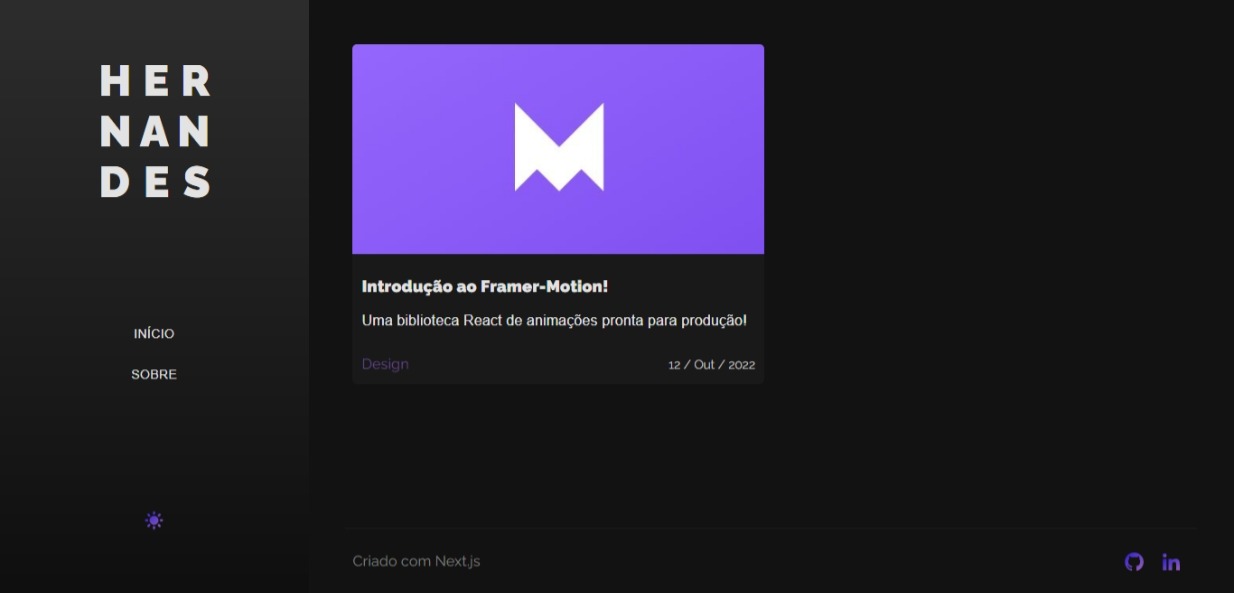 HER
NAN
DES
INÍCIO
SOBRE
Introdução ao Framer-Motion!
Uma biblioteca React de animações pronta para produção!
Design
12 / Out / 2022
Criado com Next.js
in